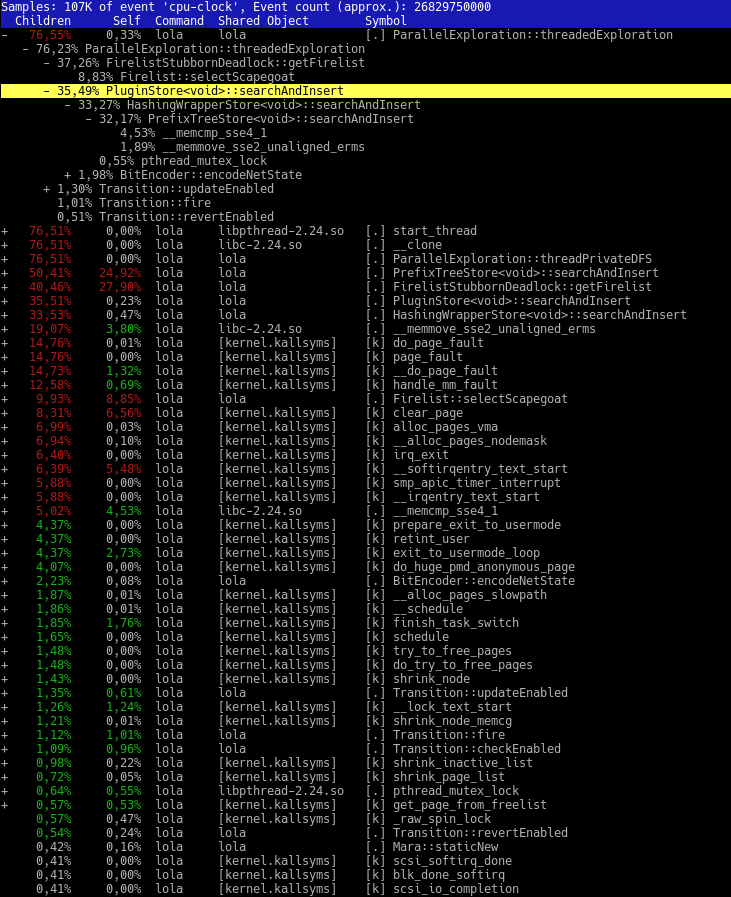 Samples: 107K of event 'cpu-clock', Event count (approx.): 26829750000
Children Self Command Shared Object Symbol
- 76,55% 0,33% lola lola [.] ParallelExploration::threadedExploration
- 76,23% ParallelExploration::threadedExploration
- 37,26% FirelistStubbornDeadlock::getFirelist
8,83% Firelist::selectScapegoat
- 35,49% PluginStore<void>::searchAndInsert
- 33,27% HashingWrapperStore<void>::searchAndInsert
- 32,17% PrefixTreeStore<void>::searchAndInsert
4,53% __memcmp_sse4_1
1,89% __memmove_sse2_unaligned_erms
0,55% pthread_mutex_lock
+ 1,98% BitEncoder::encodeNetState
+ 1,30% Transition::updateEnabled
1,01% Transition::fire
0,51% Transition::revertEnabled
+ 76,51% 0,00% lola libpthread-2.24.so [.] start_thread
+ 76,51% 0,00% lola libc-2.24.so [.] __clone
+ 76,51% 0,00% lola lola [.] ParallelExploration::threadPrivateDFS
+ 50,41% 24,92% lola lola [.] PrefixTreeStore<void>::searchAndInsert
+ 40,46% 27,90% lola lola [.] FirelistStubbornDeadlock::getFirelist
+ 35,51% 0,23% lola lola [.] PluginStore<void>::searchAndInsert
+ 33,53% 0,47% lola lola [.] HashingWrapperStore<void>::searchAndInsert
+ 19,07% 3,80% lola libc-2.24.so [.] __memmove_sse2_unaligned_erms
+ 14,76% 0,01% lola [kernel.kallsyms] [k] do_page_fault
+ 14,76% 0,00% lola [kernel.kallsyms] [k] page_fault
+ 14,73% 1,32% lola [kernel.kallsyms] [k] __do_page_fault
+ 12,58% 0,69% lola [kernel.kallsyms] [k] handle_mm_fault
+ 9,93% 8,85% lola lola [.] Firelist::selectScapegoat
+ 8,31% 6,56% lola [kernel.kallsyms] [k] clear_page
+ 6,99% 0,03% lola [kernel.kallsyms] [k] alloc_pages_vma
+ 6,94% 0,10% lola [kernel.kallsyms] [k] __alloc_pages_nodemask
+ 6,40% 0,00% lola [kernel.kallsyms] [k] irq_exit
+ 6,39% 5,48% lola [kernel.kallsyms] [k] __softirqentry_text_start
+ 5,88% 0,00% lola [kernel.kallsyms] [k] smp_apic_timer_interrupt
+ 5,88% 0,00% lola [kernel.kallsyms] [k] __irqentry_text_start
+ 5,02% 4,53% lola libc-2.24.so [.] __memcmp_sse4_1
+ 4,37% 0,00% lola [kernel.kallsyms] [k] prepare_exit_to_usermode
+ 4,37% 0,00% lola [kernel.kallsyms] [k] retint_user
+ 4,37% 2,73% lola [kernel.kallsyms] [k] exit_to_usermode_loop
+ 4,07% 0,00% lola [kernel.kallsyms] [k] do_huge_pmd_anonymous_page
+ 2,23% 0,08% lola lola [.] BitEncoder::encodeNetState
+ 1,87% 0,01% lola [kernel.kallsyms] [k] __alloc_pages_slowpath
+ 1,86% 0,01% lola [kernel.kallsyms] [k] __schedule
+ 1,85% 1,76% lola [kernel.kallsyms] [k] finish_task_switch
+ 1,65% 0,00% lola [kernel.kallsyms] [k] schedule
+ 1,48% 0,00% lola [kernel.kallsyms] [k] try_to_free_pages
+ 1,48% 0,00% lola [kernel.kallsyms] [k] do_try_to_free_pages
+ 1,43% 0,00% lola [kernel.kallsyms] [k] shrink_node
+ 1,35% 0,61% lola lola [.] Transition::updateEnabled
+ 1,26% 1,24% lola [kernel.kallsyms] [k] __lock_text_start
+ 1,21% 0,01% lola [kernel.kallsyms] [k] shrink_node_memcg
+ 1,12% 1,01% lola lola [.] Transition::fire
+ 1,09% 0,96% lola lola [.] Transition::checkEnabled
+ 0,98% 0,22% lola [kernel.kallsyms] [k] shrink_inactive_list
+ 0,72% 0,05% lola [kernel.kallsyms] [k] shrink_page_list
+ 0,64% 0,55% lola libpthread-2.24.so [.] pthread_mutex_lock
+ 0,57% 0,53% lola [kernel.kallsyms] [k] get_page_from_freelist
0,57% 0,47% lola [kernel.kallsyms] [k] _raw_spin_lock
0,54% 0,24% lola lola [.] Transition::revertEnabled
0,42% 0,16% lola lola [.] Mara::staticNew
0,41% 0,00% lola [kernel.kallsyms] [k] scsi_softirq_done
0,41% 0,00% lola [kernel.kallsyms] [k] blk_done_softirq
0,41% 0,00% lola [kernel.kallsyms] [k] scsi_io_completion